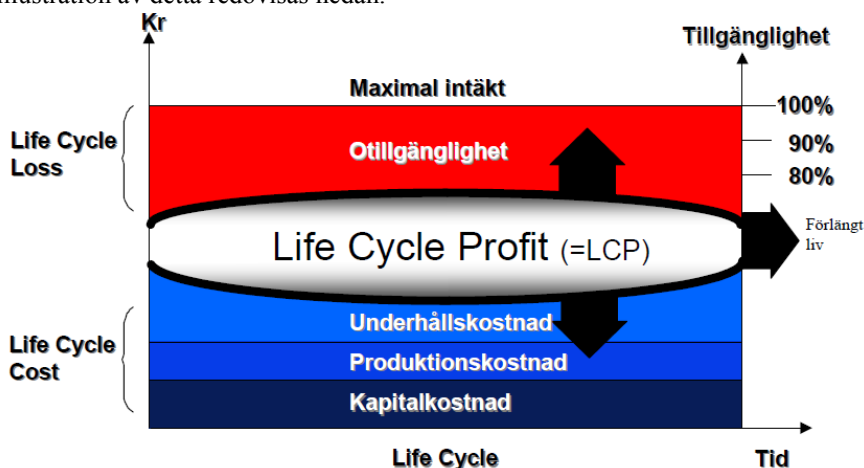 illustration av detta redovisas nedan.
Kr
Tillgänglighet
Maximal intäkt
100%
Life Cycle
Loss
Otillgänglighet
90%
80%
Life Cycle Profit (=LCP)
Förlängt
liv
Underhållskostnad
Life Cycle
Cost
Produktionskostnad
Kapitalkostnad
Life Cycle
Tid